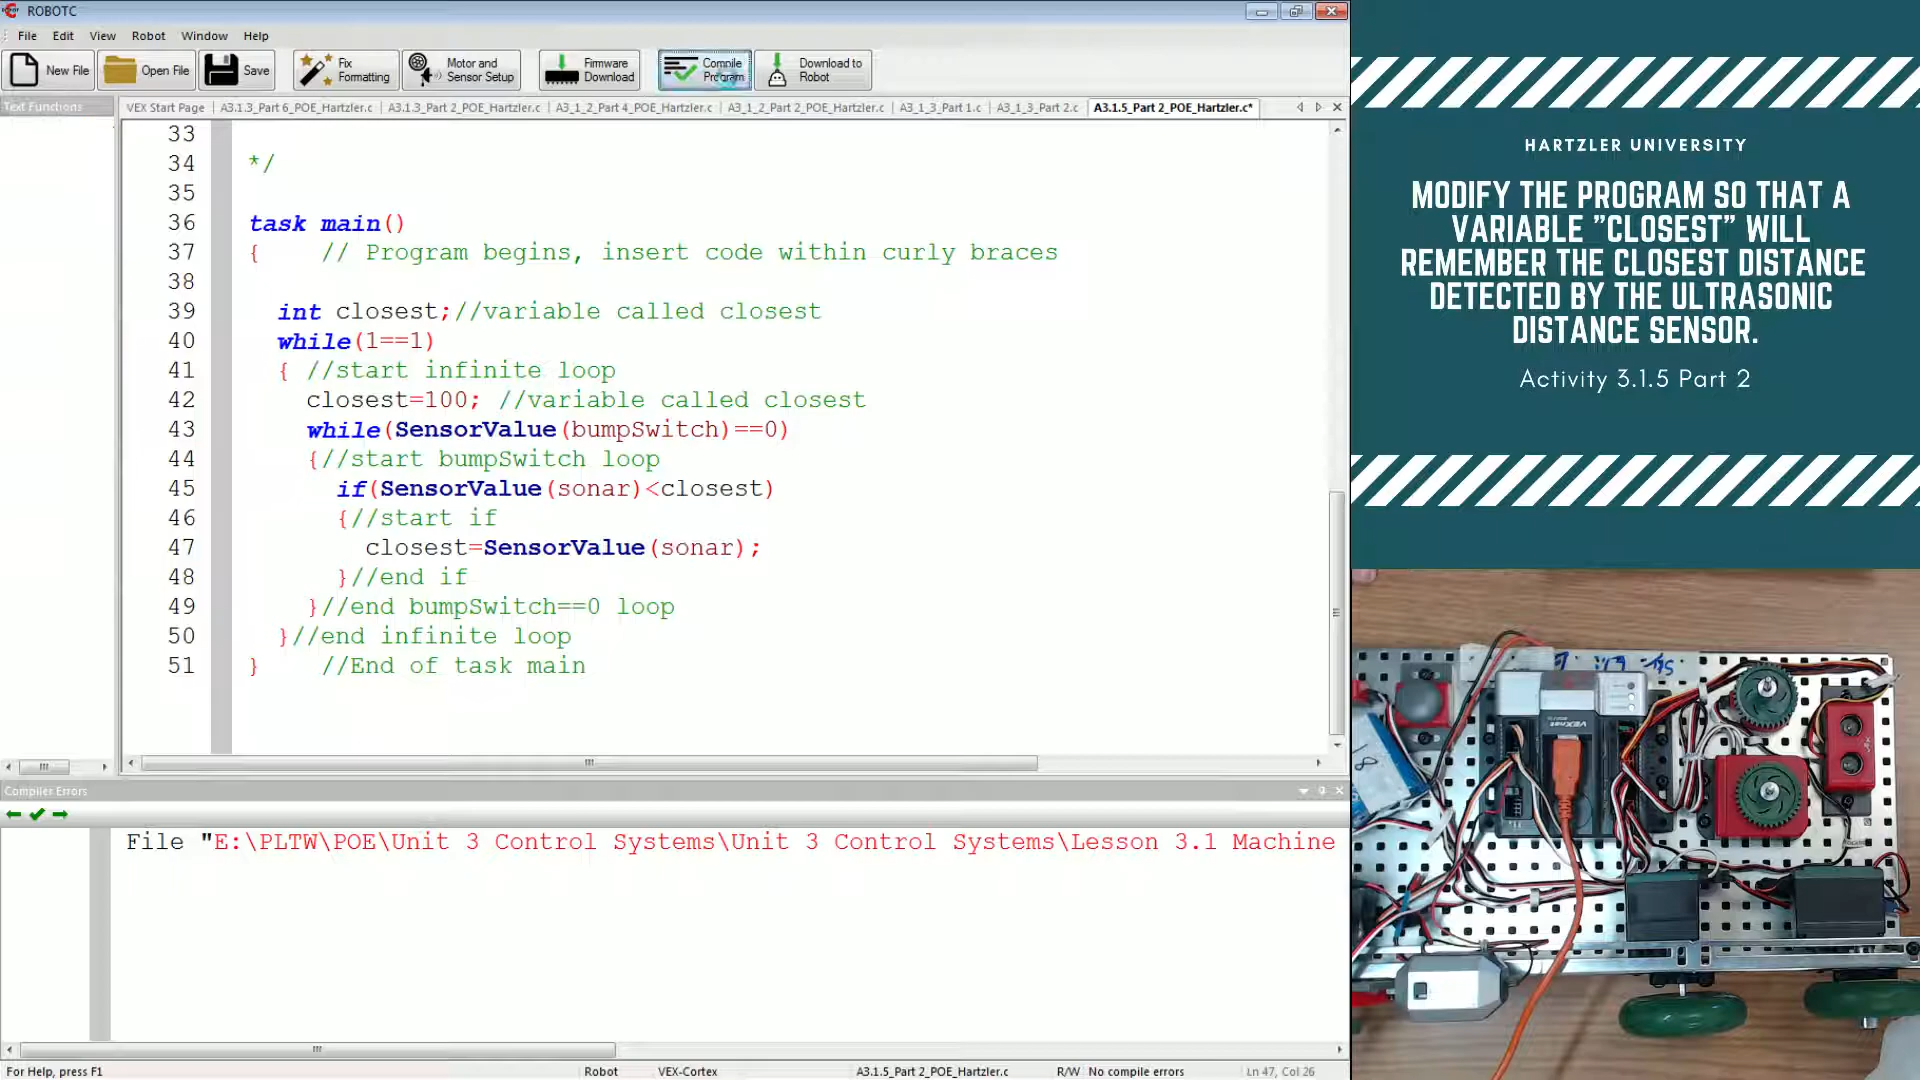 ROBOTC
File Edit View Robot Window Help
New File Open File Save Fix Formatting Motor and Sensor Setup Firmware Download Compile Program Download to Robot
Text Functions
VEX Start Page A3.1.3_Part 6_POE_Hartzler.c A3.1.3_Part 2_POE_Hartzler.c A3_1_2_Part 4_POE_Hartzler.c A3_1_2_Part 2_POE_Hartzler.c A3_1_3_Part 1.c A3_1_3_Part 2.c A3.1.5_Part 2_POE_Hartzler.c*
33
34 */
35
36 task main()
37 { // Program begins, insert code within curly braces
38
39 int closest;//variable called closest
40 while(1==1)
41 { //start infinite loop
42 closest=100; //variable called closest
43 while(SensorValue(bumpSwitch)==0)
44 {//start bumpSwitch loop
45 if(SensorValue(sonar)<closest)
46 {//start if
47 closest=SensorValue(sonar);
48 }//end if
49 }//end bumpSwitch==0 loop
50 }//end infinite loop
51 } //End of task main
Compiler Errors
File "E:\PLTW\POE\Unit 3 Control Systems\Unit 3 Control Systems\Lesson 3.1 Machine
For Help, press F1 Robot VEX-Cortex A3.1.5_Part 2_POE_Hartzler.c R/W No compile errors Ln 47, Col 26
HARTZLER UNIVERSITY
MODIFY THE PROGRAM SO THAT A
VARIABLE "CLOSEST" WILL
REMEMBER THE CLOSEST DISTANCE
DETECTED BY THE ULTRASONIC
DISTANCE SENSOR.
Activity 3.1.5 Part 2
VEXnet